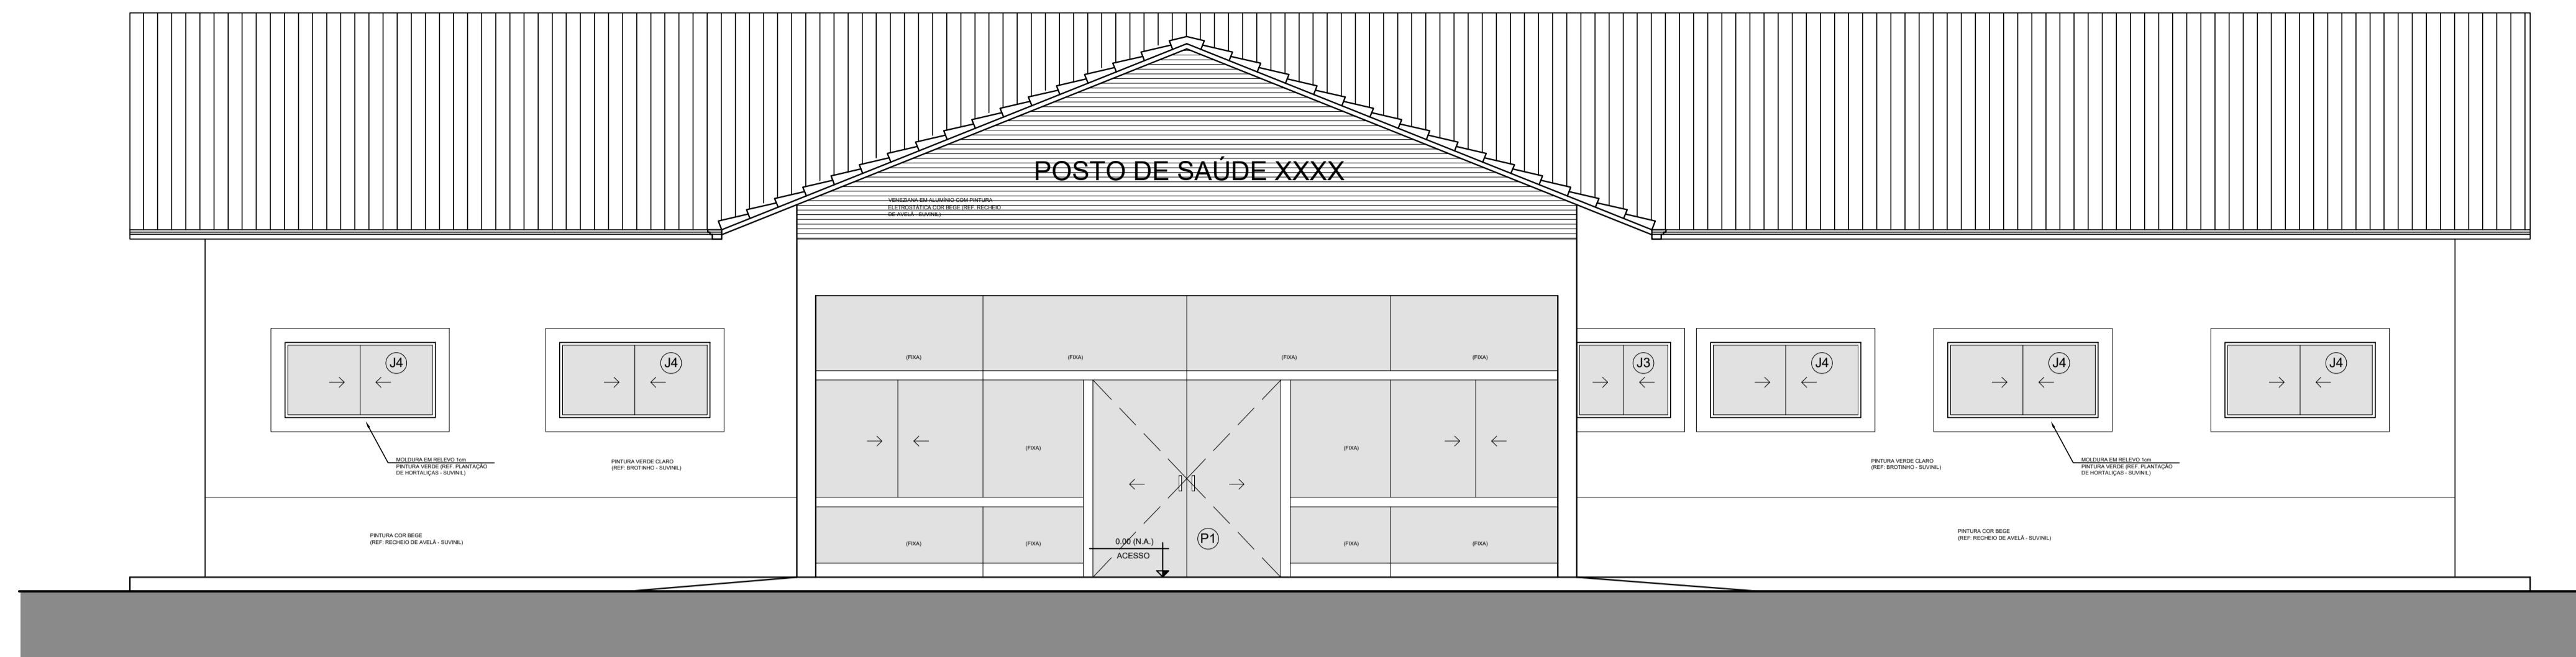 POSTO DE SAÚDE XXXX
VENEZIANA EM ALUMÍNIO COM PINTURA
ELETROSTÁTICA COR BEGE (REF. RECHEIO
DE AVELÃ - SUVINIL)
(FIXA)
(FIXA)
(FIXA)
(FIXA)
J4
J4
J3
J4
J4
J4
(FIXA)
(FIXA)
MOLDURA EM RELEVO 1cm
PINTURA VERDE (REF. PLANTAÇÃO
DE HORTALIÇAS - SUVINIL)
PINTURA VERDE CLARO
(REF: BROTINHO - SUVINIL)
PINTURA VERDE CLARO
(REF: BROTINHO - SUVINIL)
MOLDURA EM RELEVO 1cm
PINTURA VERDE (REF. PLANTAÇÃO
DE HORTALIÇAS - SUVINIL)
PINTURA COR BEGE
(REF: RECHEIO DE AVELÃ - SUVINIL)
(FIXA)
(FIXA)
0.00 (N.A.)
ACESSO
P1
(FIXA)
(FIXA)
PINTURA COR BEGE
(REF: RECHEIO DE AVELÃ - SUVINIL)